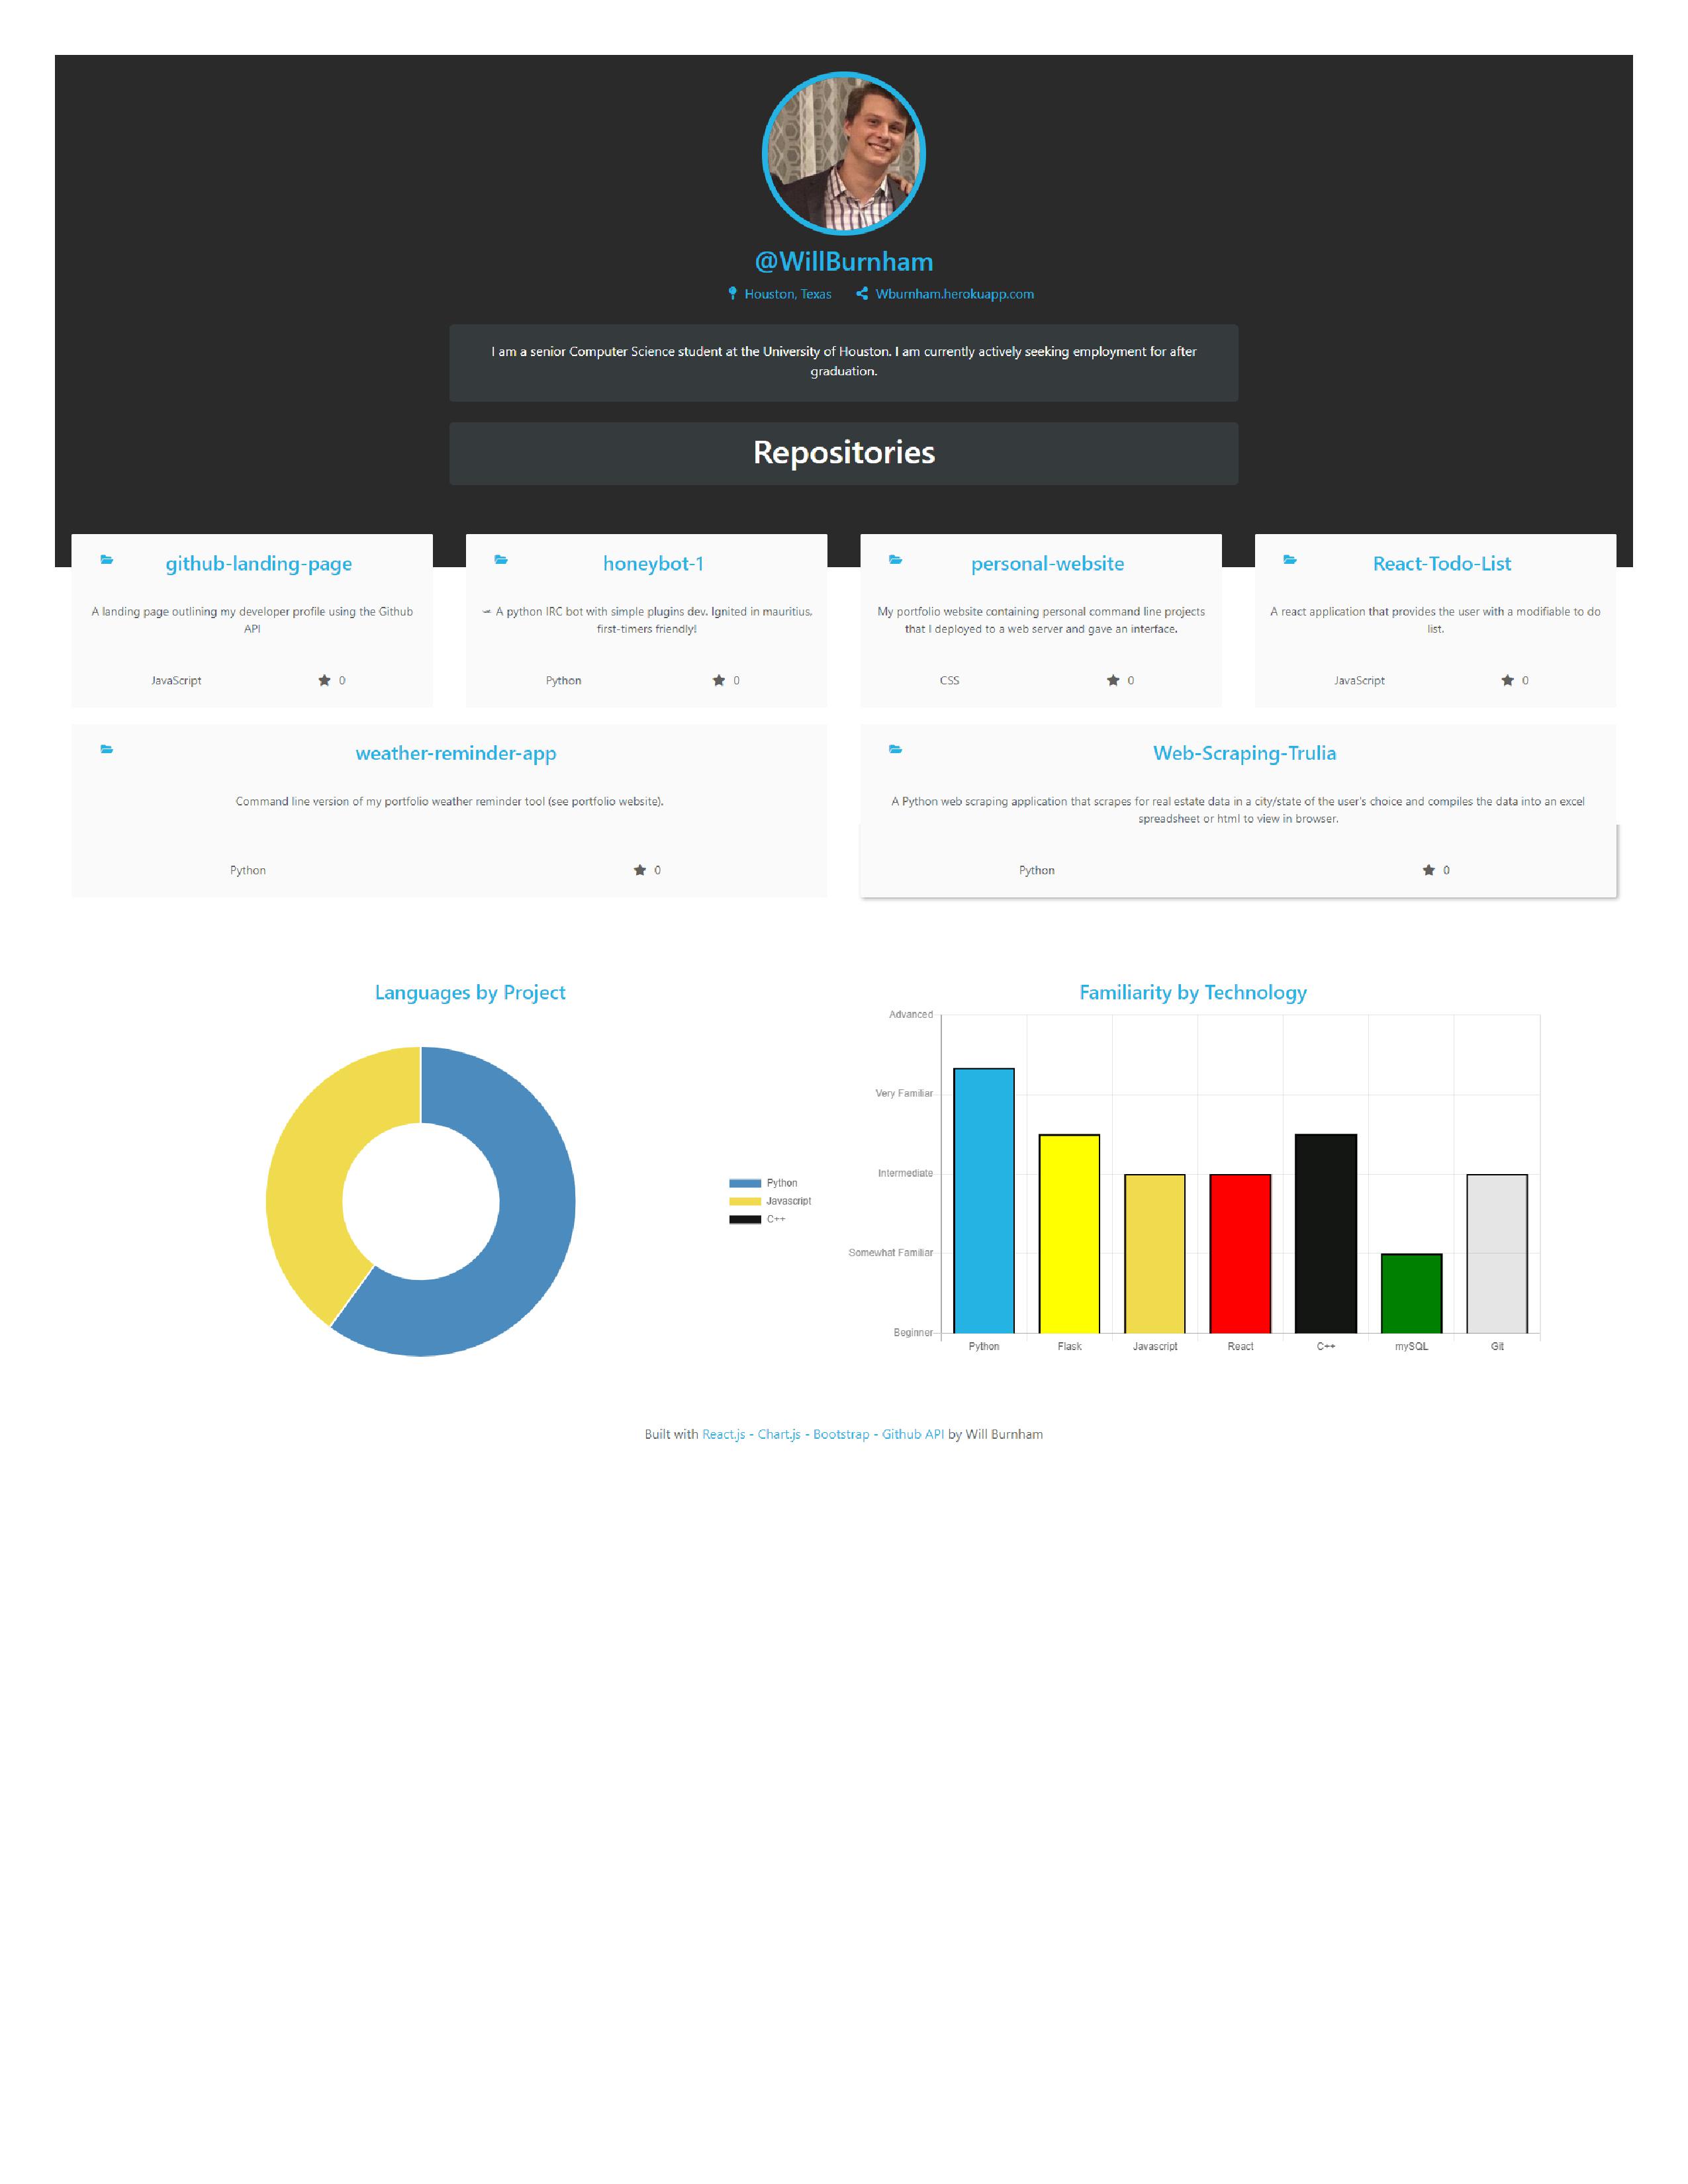 @WillBurnham
Houston, Texas Wburnham.herokuapp.com
I am a senior Computer Science student at the University of Houston. I am currently actively seeking employment for after
graduation.
Repositories
github-landing-page
A landing page outlining my developer profile using the Github
API
JavaScript 0
honeybot-1
A python IRC bot with simple plugins dev. Ignited in mauritius,
first-timers friendly!
Python 0
personal-website
My portfolio website containing personal command line projects
that I deployed to a web server and gave an interface.
CSS 0
React-Todo-List
A react application that provides the user with a modifiable to do
list.
JavaScript 0
weather-reminder-app
Command line version of my portfolio weather reminder tool (see portfolio website).
Python 0
Web-Scraping-Trulia
A Python web scraping application that scrapes for real estate data in a city/state of the user's choice and compiles the data into an excel
spreadsheet or html to view in browser.
Python 0
Languages by Project
Python
Javascript
C++
Familiarity by Technology
Advanced
Very Familiar
Intermediate
Somewhat Familiar
Beginner
Python Flask Javascript React C++ mySQL Git
Built with React.js - Chart.js - Bootstrap - Github API by Will Burnham